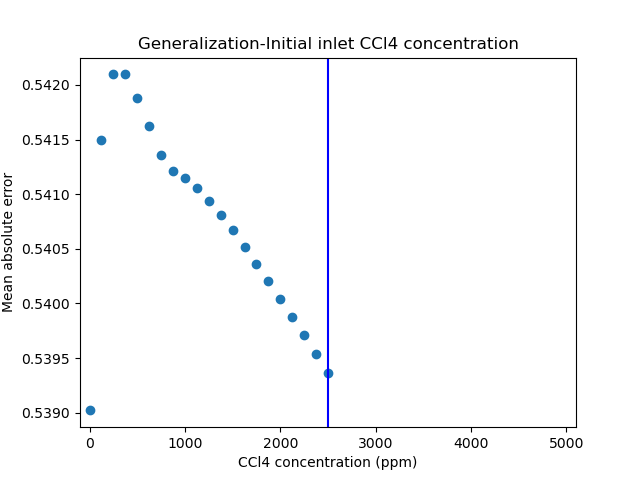 Generalization-Initial inlet CCl4 concentration
Mean absolute error
0.5420
0.5415
0.5410
0.5405
0.5400
0.5395
0.5390
0 1000 2000 3000 4000 5000
CCl4 concentration (ppm)